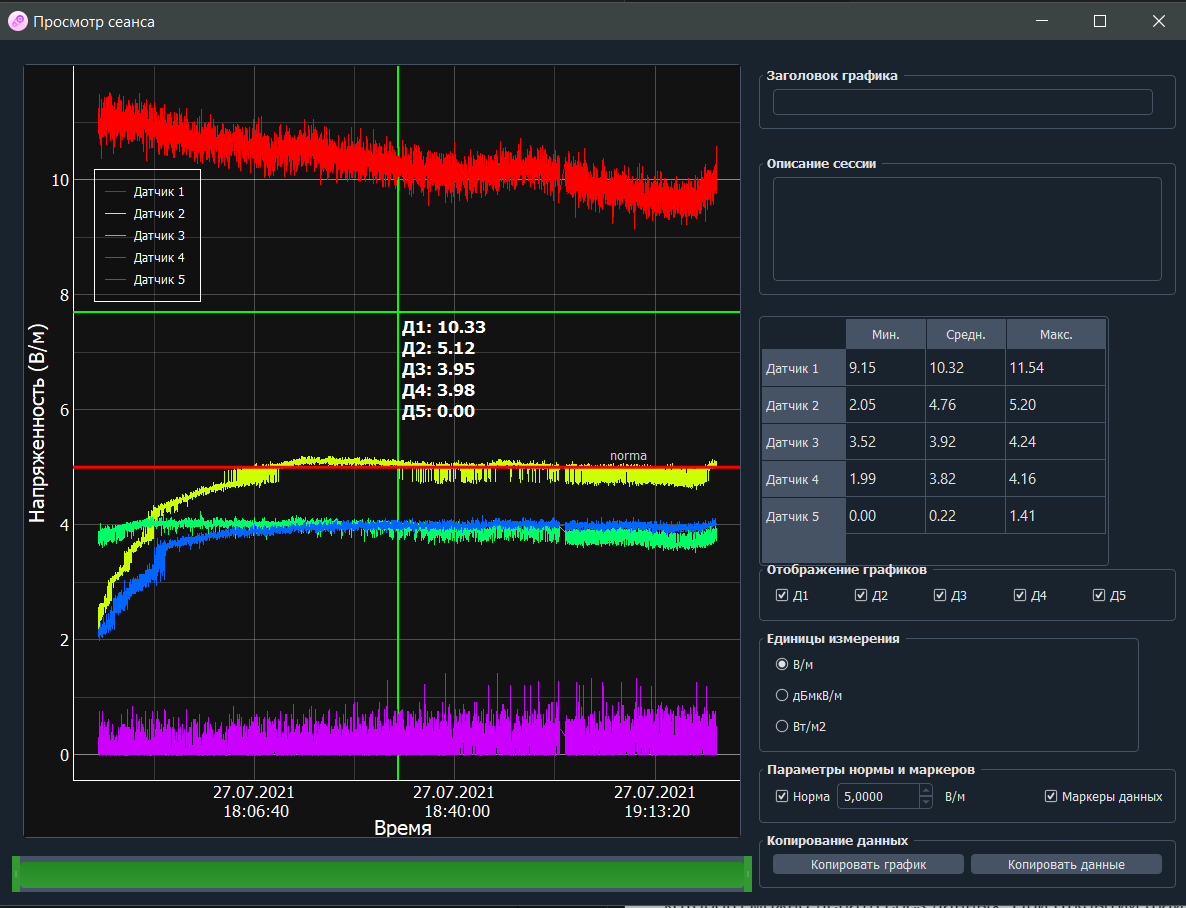 Просмотр сеанса
10
8
6
4
2
0
Напряженность (В/м)
Датчик 1
Датчик 2
Датчик 3
Датчик 4
Датчик 5
Д1: 10.33
Д2: 5.12
Д3: 3.95
Д4: 3.98
Д5: 0.00
norma
27.07.2021 27.07.2021 27.07.2021
18:06:40 18:40:00 19:13:20
Время
Заголовок графика
Описание сессии
Мин. Средн. Макс.
Датчик 1 9.15 10.32 11.54
Датчик 2 2.05 4.76 5.20
Датчик 3 3.52 3.92 4.24
Датчик 4 1.99 3.82 4.16
Датчик 5 0.00 0.22 1.41
Отображение графиков
Д1 Д2 Д3 Д4 Д5
Единицы измерения
В/м
дБмкВ/м
Вт/м2
Параметры нормы и маркеров
Норма 5,0000 В/м Маркеры данных
Копирование данных
Копировать график Копировать данные